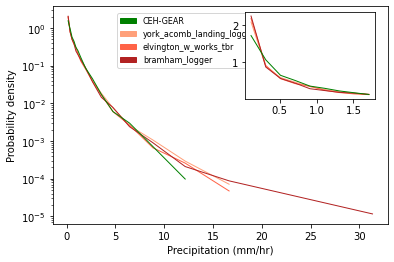 CEH-GEAR
york_acomb_landing_logg
elvington_w_works_tbr
bramham_logger
2
1
0.5 1.0 1.5
10⁰
10⁻¹
10⁻²
10⁻³
10⁻⁴
10⁻⁵
Probability density
0 5 10 15 20 25 30
Precipitation (mm/hr)